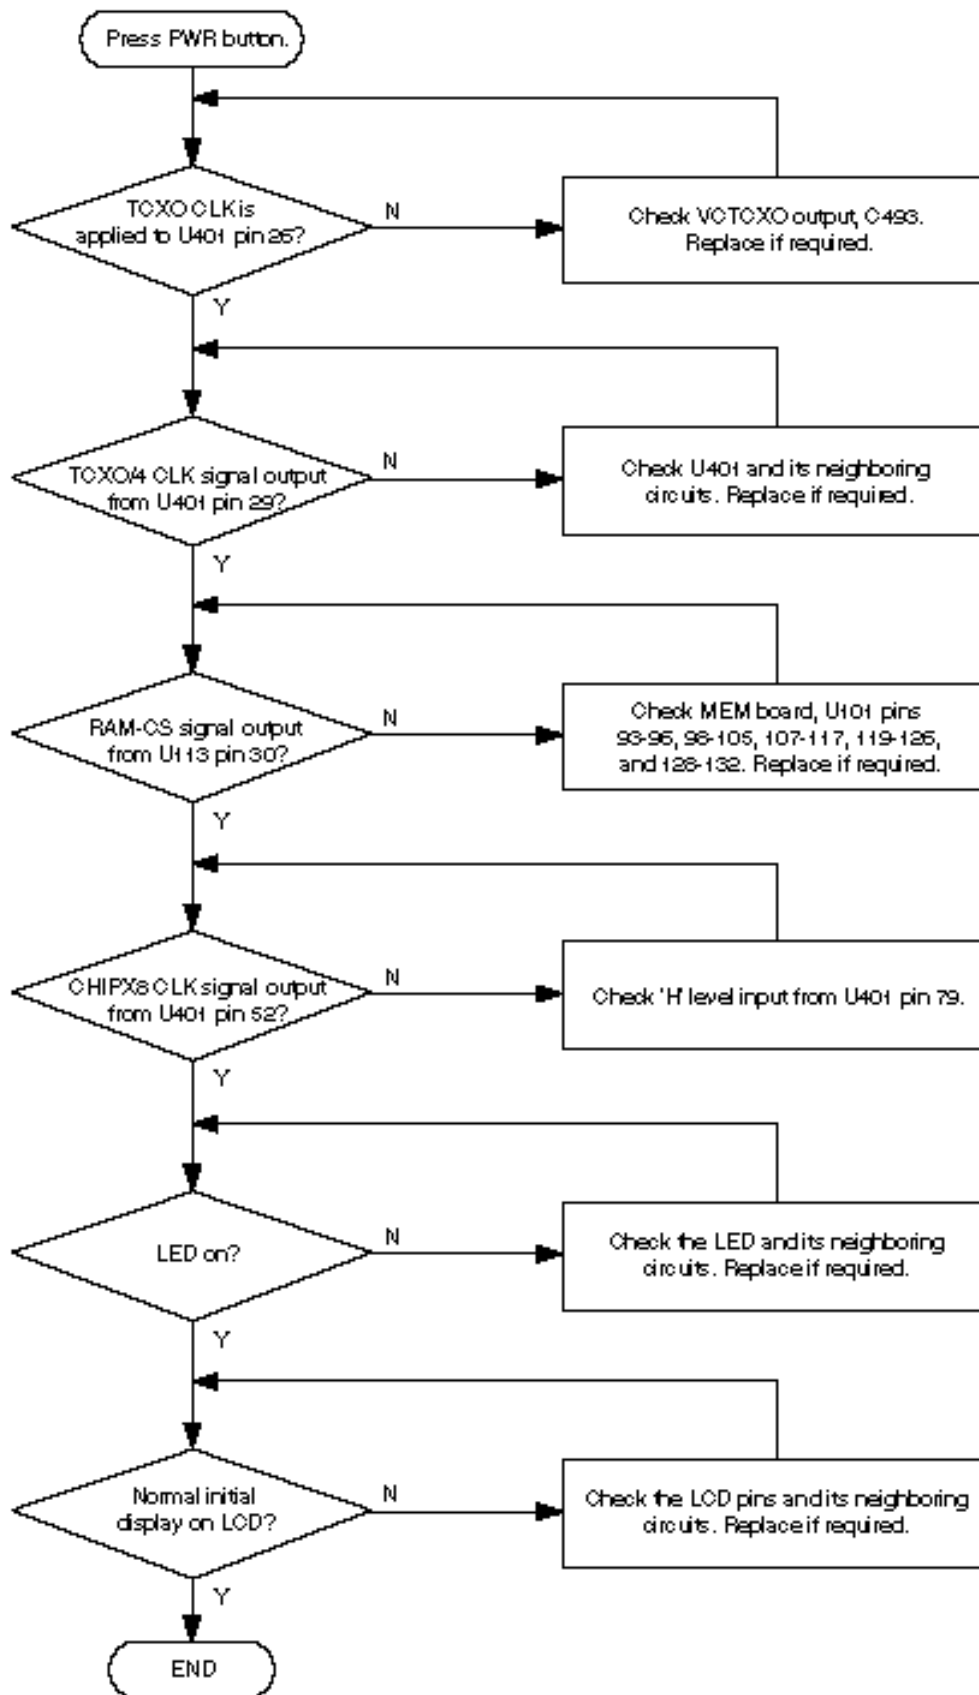 Press PWR button.
TCXO CLK is
applied to U401 pin 26?
N
Check VCTCXO output, C493.
Replace if required.
Y
TCXO/4 CLK signal output
from U401 pin 29?
N
Check U401 and its neighboring
circuits. Replace if required.
Y
RAM-CS signal output
from U113 pin 30?
N
Check MEM board, U101 pins
93-96, 98-105, 107-117, 119-126,
and 128-132. Replace if required.
Y
CHIPX8 CLK signal output
from U401 pin 52?
N
Check 'H' level input from U401 pin 79.
Y
LED on?
N
Check the LED and its neighboring
circuits. Replace if required.
Y
Normal initial
display on LCD?
N
Check the LCD pins and its neighboring
circuits. Replace if required.
Y
END